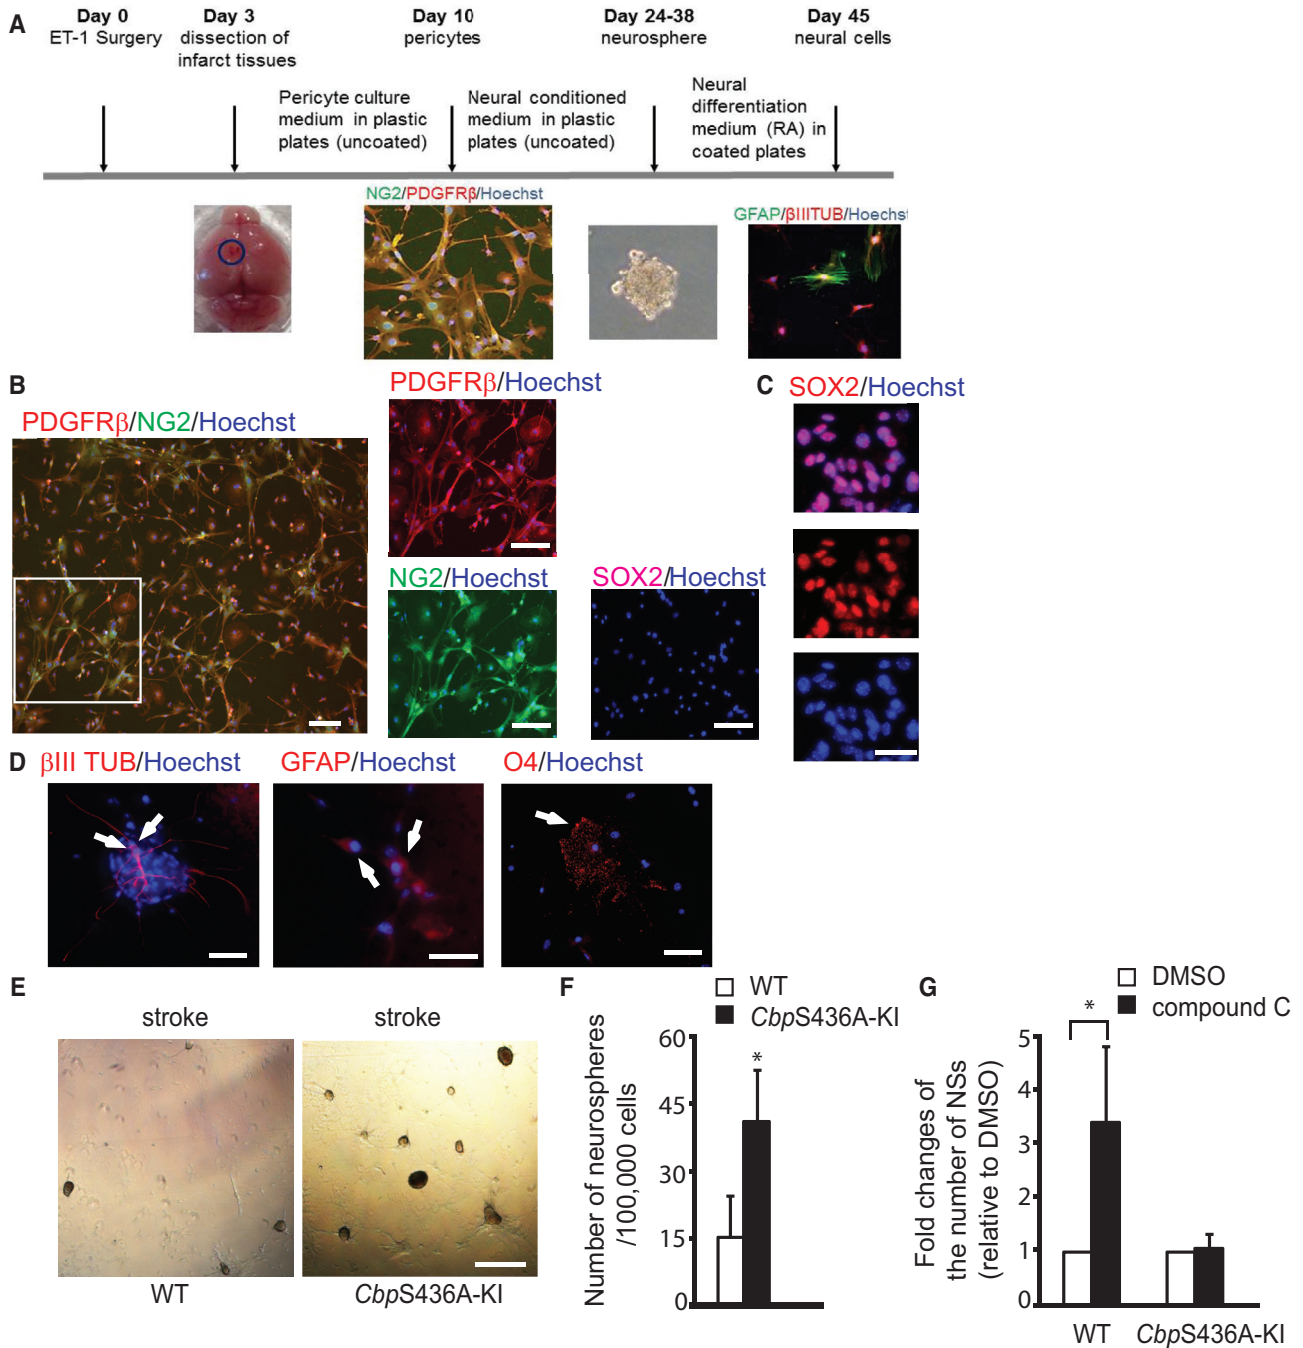 A
Day 0
ET-1 Surgery
Day 3
dissection of
infarct tissues
Day 10
pericytes
Day 24-38
neurosphere
Day 45
neural cells
Pericyte culture
medium in plastic
plates (uncoated)
Neural conditioned
medium in plastic
plates (uncoated)
Neural
differentiation
medium (RA) in
coated plates
NG2/PDGFRβ/Hoechst
GFAP/βIIITUB/Hoechst
B
PDGFRβ/NG2/Hoechst
PDGFRβ/Hoechst
NG2/Hoechst
SOX2/Hoechst
C
SOX2/Hoechst
D
βIII TUB/Hoechst
GFAP/Hoechst
O4/Hoechst
E
stroke
stroke
WT
CbpS436A-KI
F
WT
CbpS436A-KI
Number of neurospheres
/100,000 cells
60
45
30
15
0
*
G
DMSO
compound C
Fold changes of
the number of NSs
(relative to DMSO)
5
4
3
2
1
0
*
WT
CbpS436A-KI